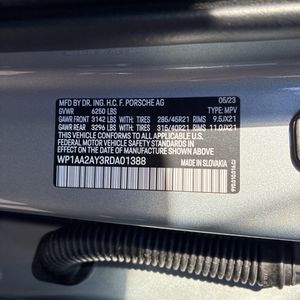 MFD BY DR. ING. H.C. F. PORSCHE AG 05/23
GVWR 6250 LBS TYPE: MPV
GAWR FRONT 3142 LBS WITH TIRES 285/45R21 RIMS 9.5JX21
GAWR REAR 3296 LBS WITH TIRES 315/40R21 RIMS 11.0JX21
THIS VEHICLE CONFORMS TO ALL APPLICABLE U.S.
FEDERAL MOTOR VEHICLE SAFETY STANDARDS IN
EFFECT ON THE DATE OF MANUFACTURE SHOWN ABOVE
WP1AA2AY3RDA01388 MADE IN SLOVAKIA